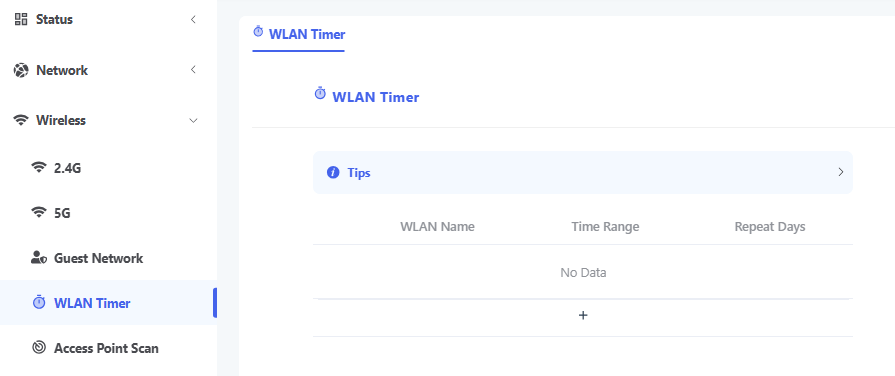 Status
Network
Wireless
2.4G
5G
Guest Network
WLAN Timer
Access Point Scan
WLAN Timer
WLAN Timer
Tips
WLAN Name Time Range Repeat Days
No Data
+